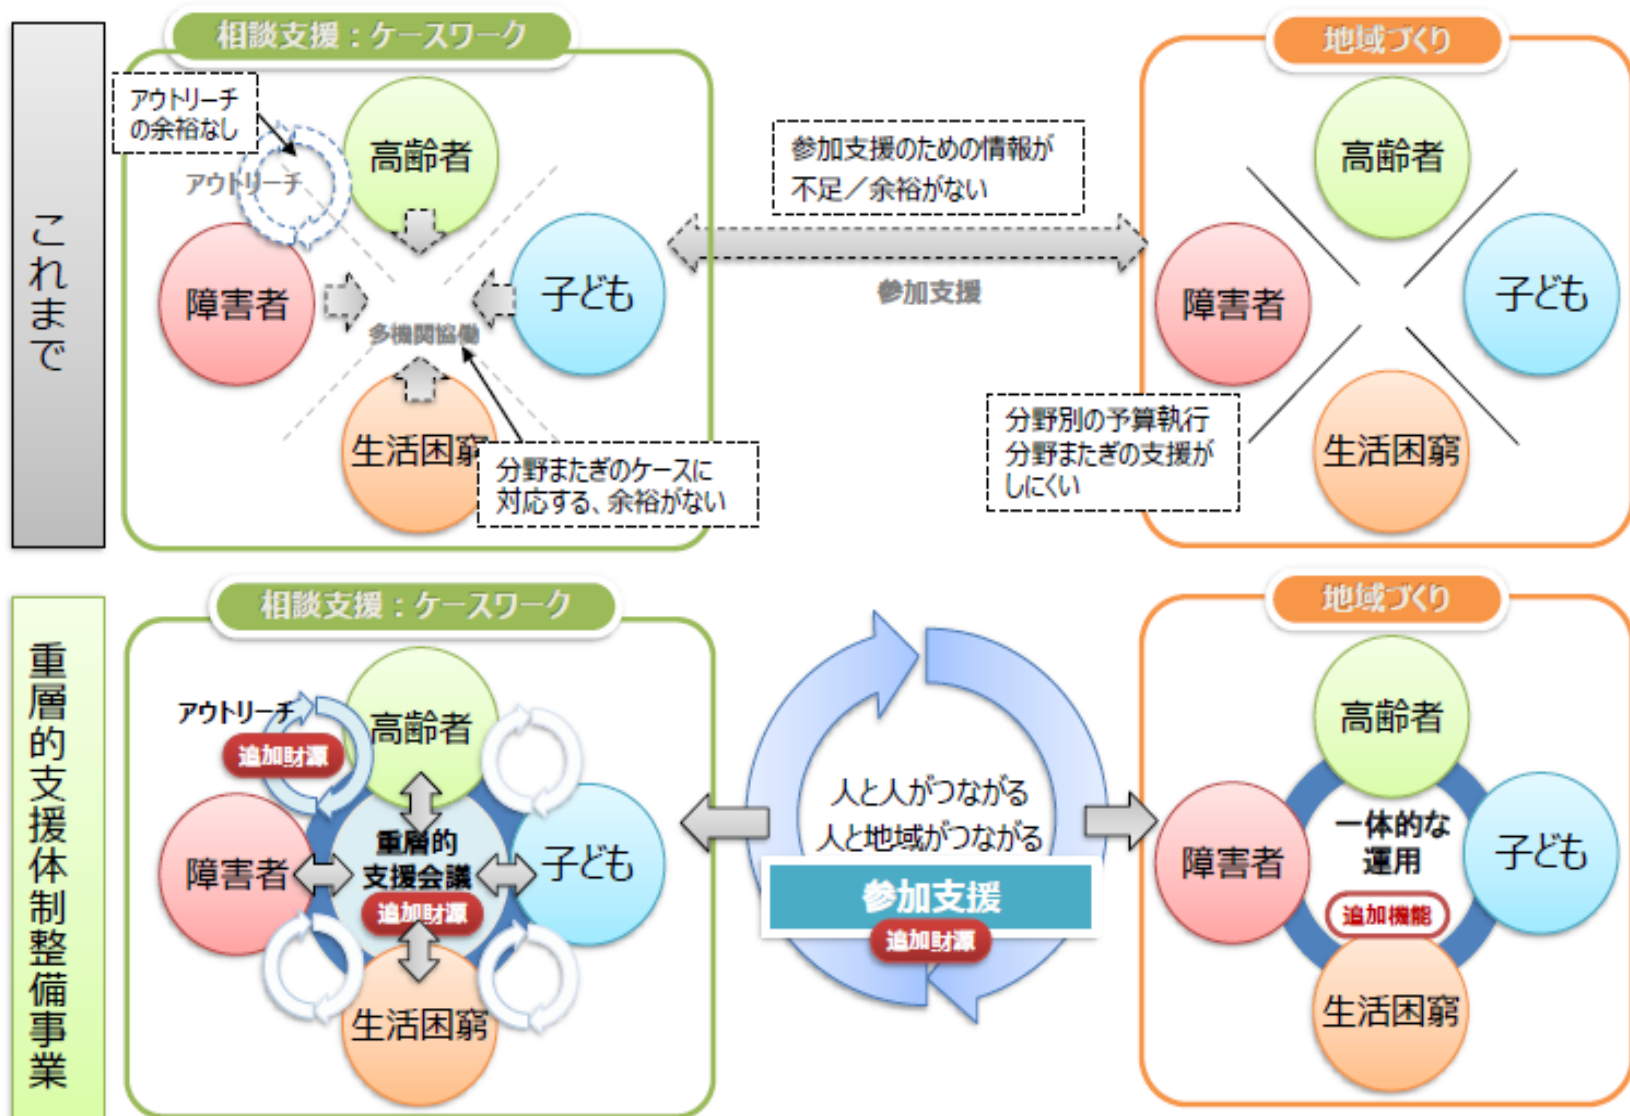 これまで
相談支援：ケースワーク
アウトリーチ
の余裕なし
アウトリーチ
高齢者
障害者
子ども
多機関協働
生活困窮
分野またぎのケースに
対応する、余裕がない
参加支援のための情報が
不足／余裕がない
参加支援
地域づくり
高齢者
障害者
子ども
生活困窮
分野別の予算執行
分野またぎの支援が
しにくい
重層的支援体制整備事業
相談支援：ケースワーク
アウトリーチ
追加財源
高齢者
障害者
重層的
支援会議
追加財源
子ども
生活困窮
人と人がつながる
人と地域がつながる
参加支援
追加財源
地域づくり
高齢者
障害者
一体的な
運用
追加機能
子ども
生活困窮